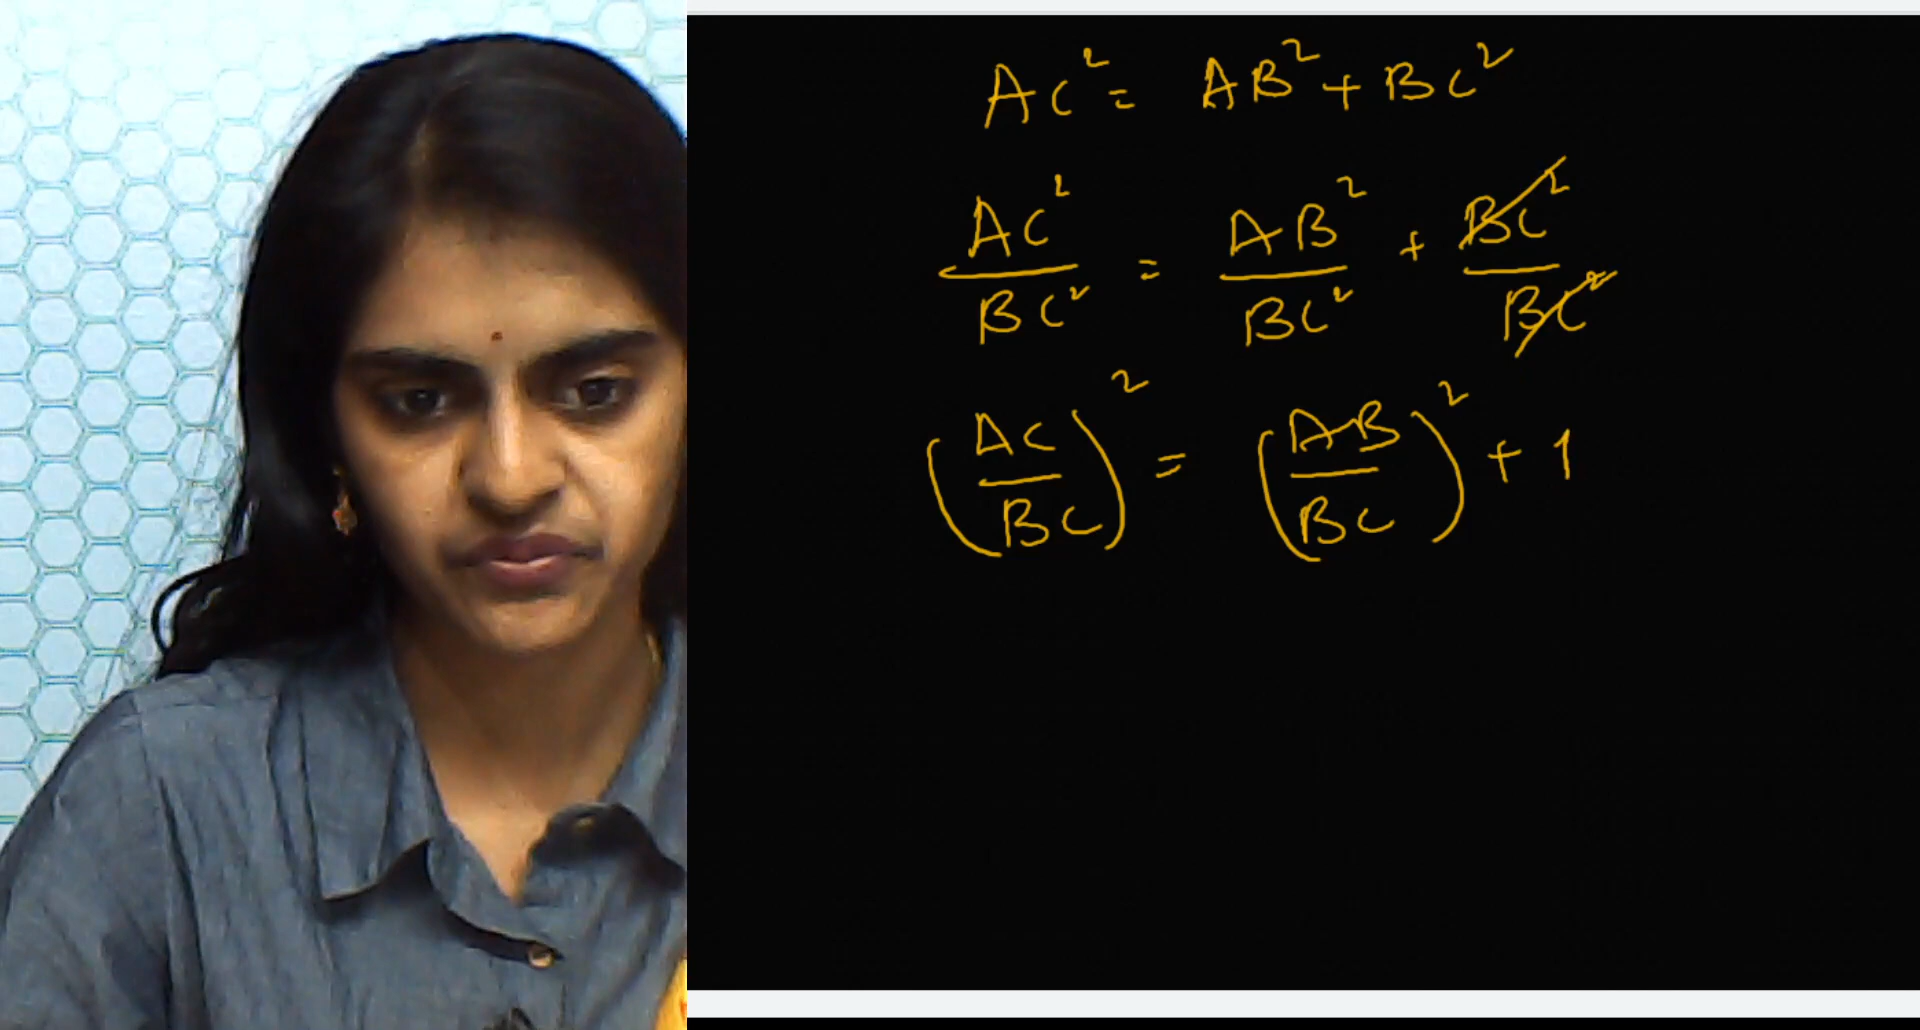 AC² = AB² + BC²
AC²/BC² = AB²/BC² + BC²/BC²
(AC/BC)² = (AB/BC)² + 1